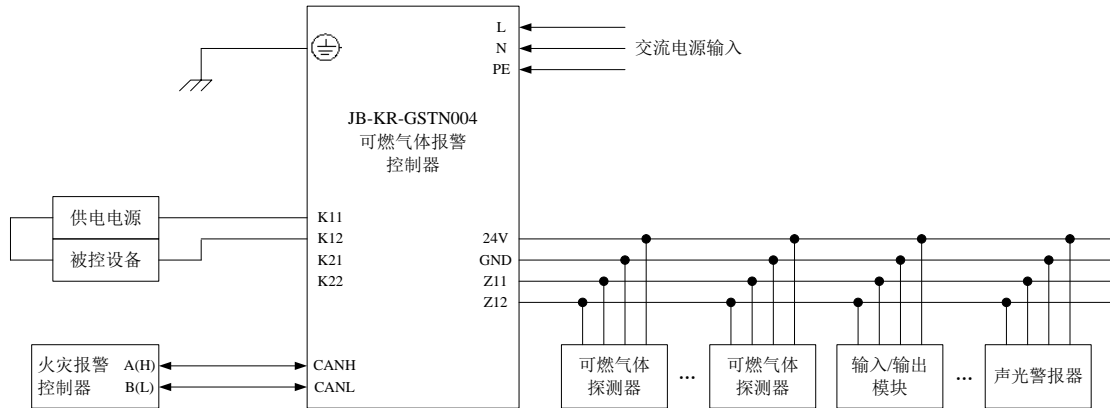 L
N
PE
交流电源输入
JB-KR-GSTN004
可燃气体报警
控制器
供电电源
被控设备
K11
K12
K21
K22
24V
GND
Z11
Z12
火灾报警
控制器
A(H)
B(L)
CANH
CANL
可燃气体
探测器
...
可燃气体
探测器
输入/输出
模块
...
声光警报器